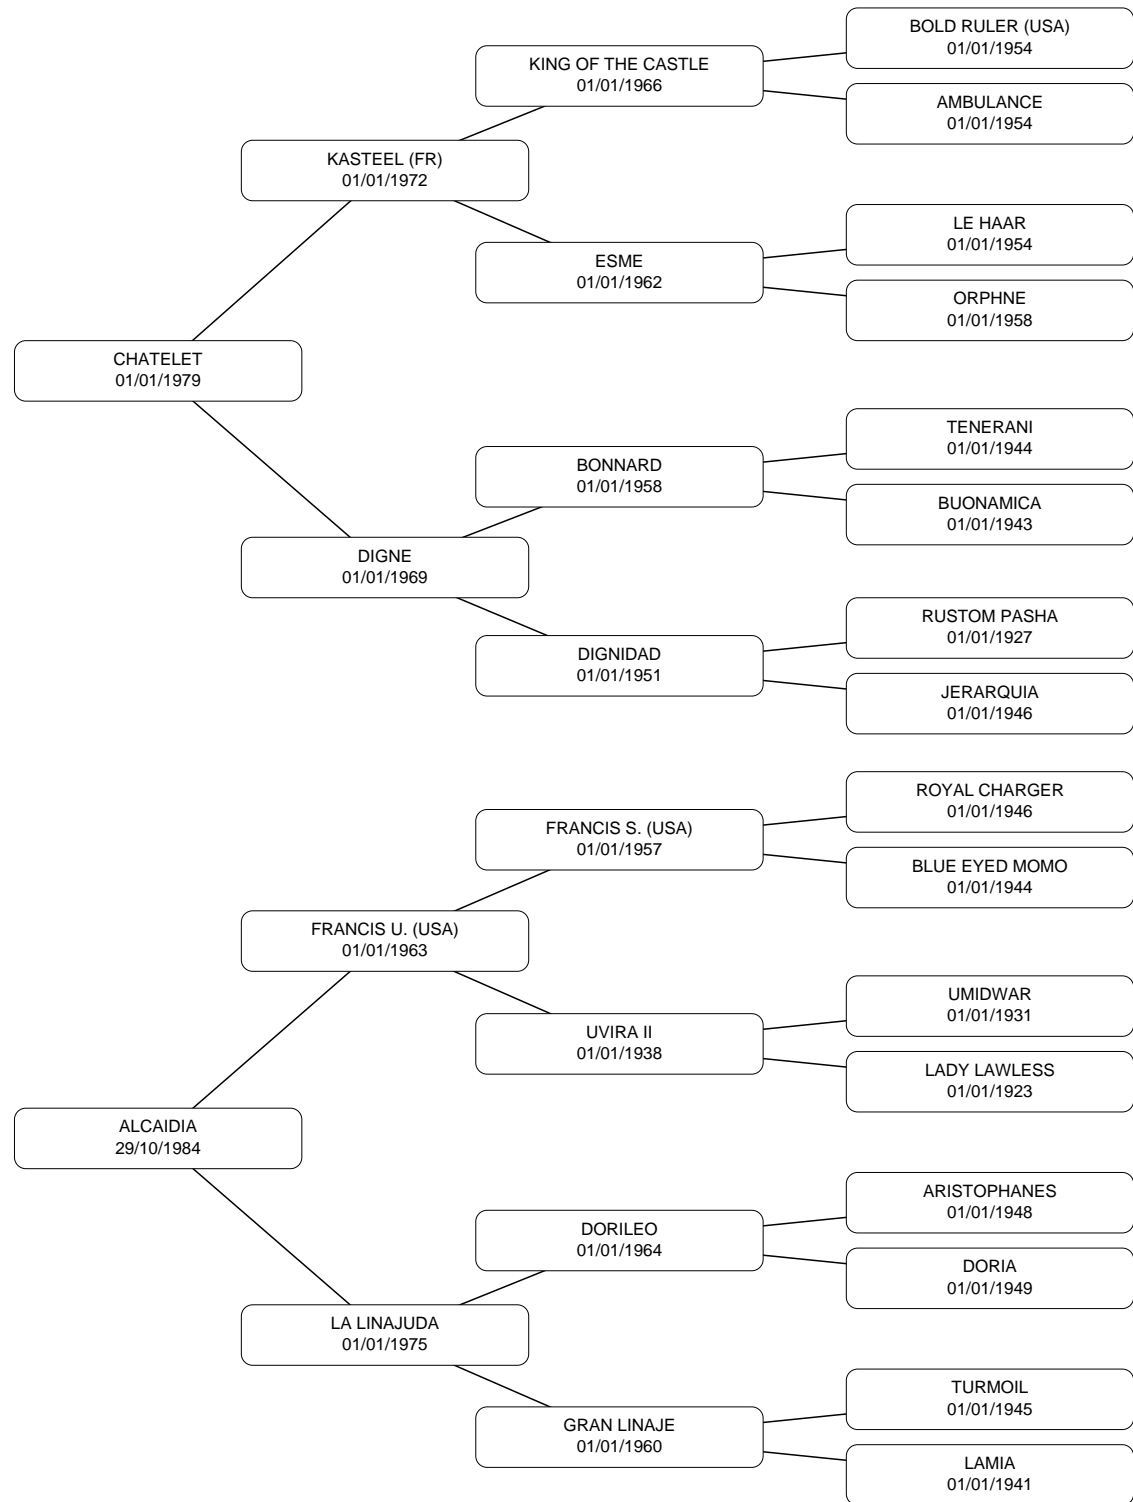 BOLD RULER (USA)
01/01/1954
KING OF THE CASTLE
01/01/1966
AMBULANCE
01/01/1954
KASTEEL (FR)
01/01/1972
LE HAAR
01/01/1954
ESME
01/01/1962
ORPHNE
01/01/1958
CHATELET
01/01/1979
TENERANI
01/01/1944
BONNARD
01/01/1958
BUONAMICA
01/01/1943
DIGNE
01/01/1969
RUSTOM PASHA
01/01/1927
DIGNIDAD
01/01/1951
JERARQUIA
01/01/1946
ROYAL CHARGER
01/01/1946
FRANCIS S. (USA)
01/01/1957
BLUE EYED MOMO
01/01/1944
FRANCIS U. (USA)
01/01/1963
UMIDWAR
01/01/1931
UVIRA II
01/01/1938
LADY LAWLESS
01/01/1923
ALCAIDIA
29/10/1984
ARISTOPHANES
01/01/1948
DORILEO
01/01/1964
DORIA
01/01/1949
LA LINAJUDA
01/01/1975
TURMOIL
01/01/1945
GRAN LINAJE
01/01/1960
LAMIA
01/01/1941